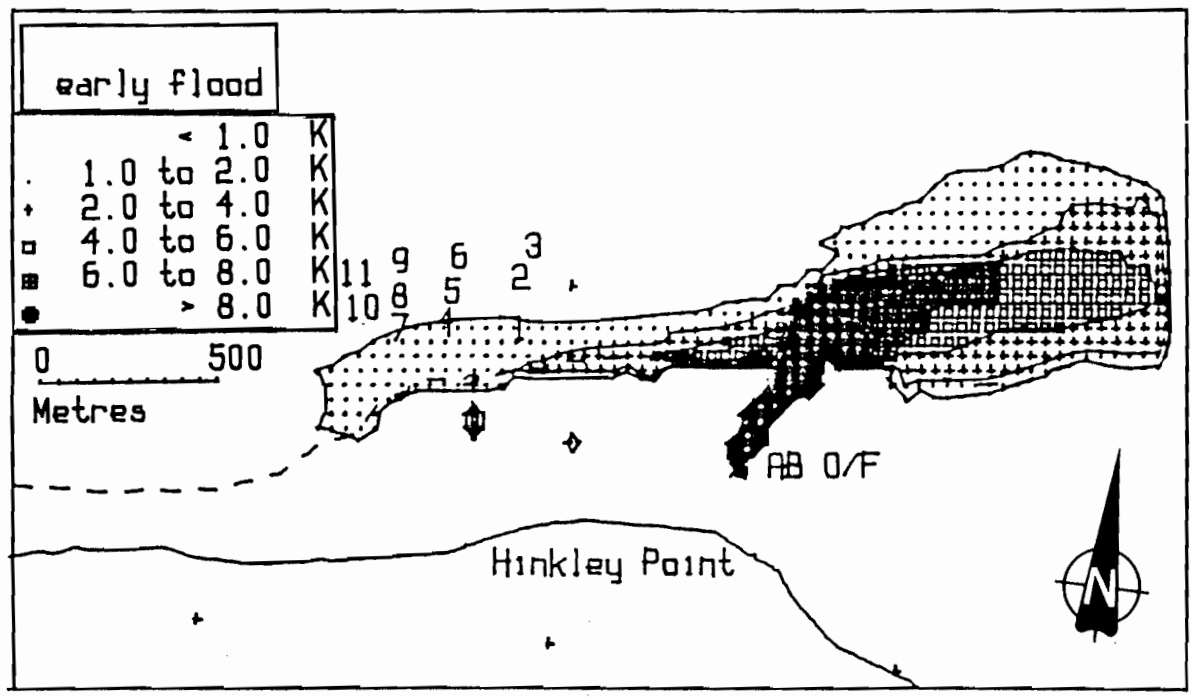 early flood
< 1.0 K
. 1.0 to 2.0 K
+ 2.0 to 4.0 K
4.0 to 6.0 K
6.0 to 8.0 K
> 8.0 K
9 6 3
11 8 5 2
10 7 4 1
0 500
Metres
AB O/F
Hinkley Point
N